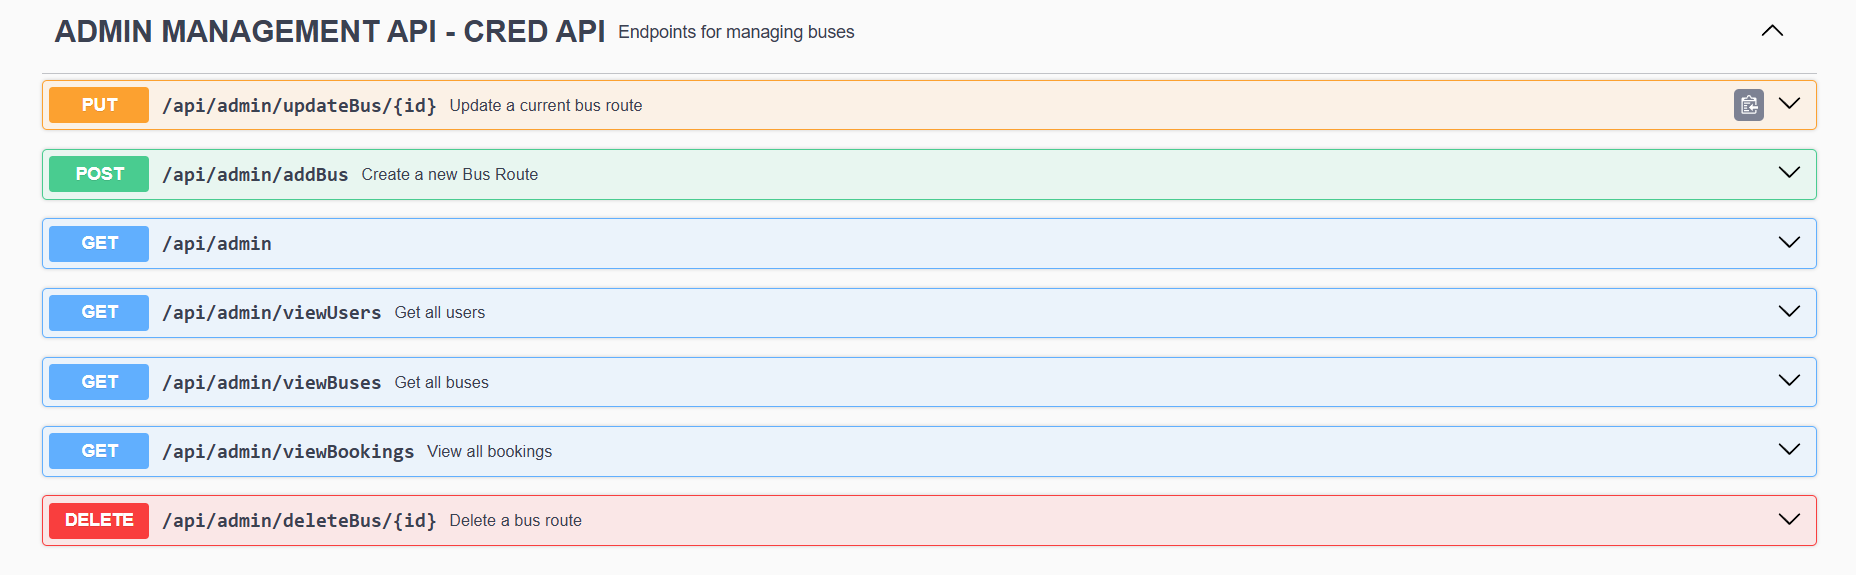 ADMIN MANAGEMENT API - CRED API Endpoints for managing buses
PUT /api/admin/updateBus/{id} Update a current bus route
POST /api/admin/addBus Create a new Bus Route
GET /api/admin
GET /api/admin/viewUsers Get all users
GET /api/admin/viewBuses Get all buses
GET /api/admin/viewBookings View all bookings
DELETE /api/admin/deleteBus/{id} Delete a bus route